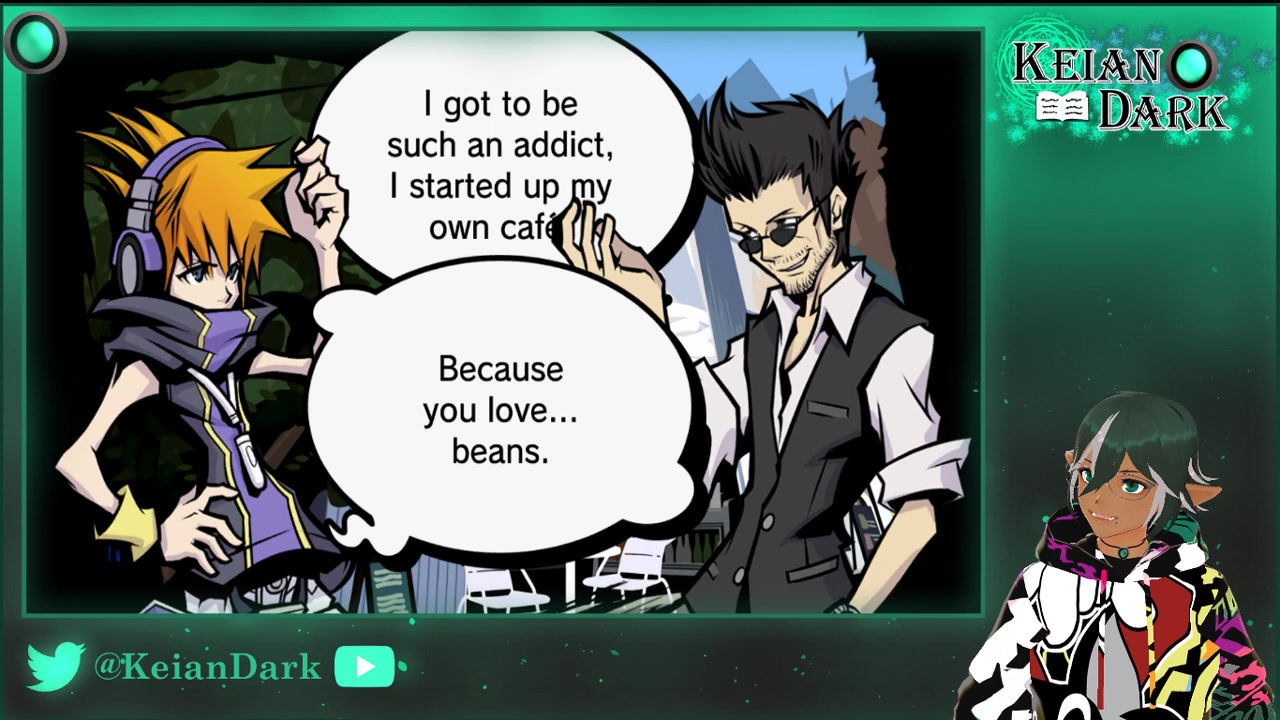 I got to be
such an addict,
I started up my
own café
Because
you love...
beans.
KEIAN
DARK
@KeianDark